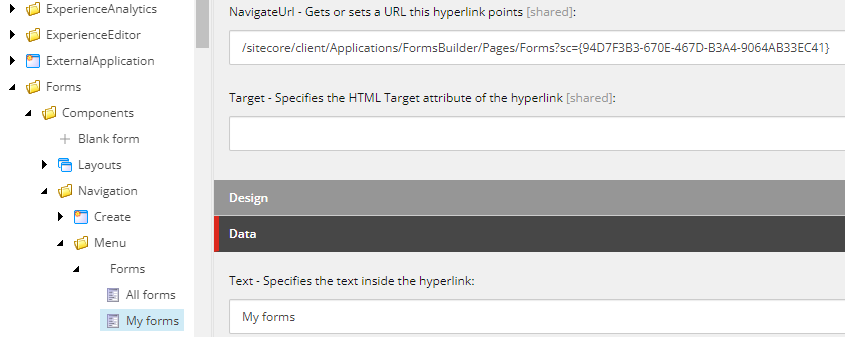 ExperienceAnalytics
ExperienceEditor
ExternalApplication
Forms
Components
Blank form
Layouts
Navigation
Create
Menu
Forms
All forms
My forms
NavigateUrl - Gets or sets a URL this hyperlink points [shared]:
/sitecore/client/Applications/FormsBuilder/Pages/Forms?sc={94D7F3B3-670E-467D-B3A4-9064AB33EC41}
Target - Specifies the HTML Target attribute of the hyperlink [shared]:
Design
Data
Text - Specifies the text inside the hyperlink:
My forms